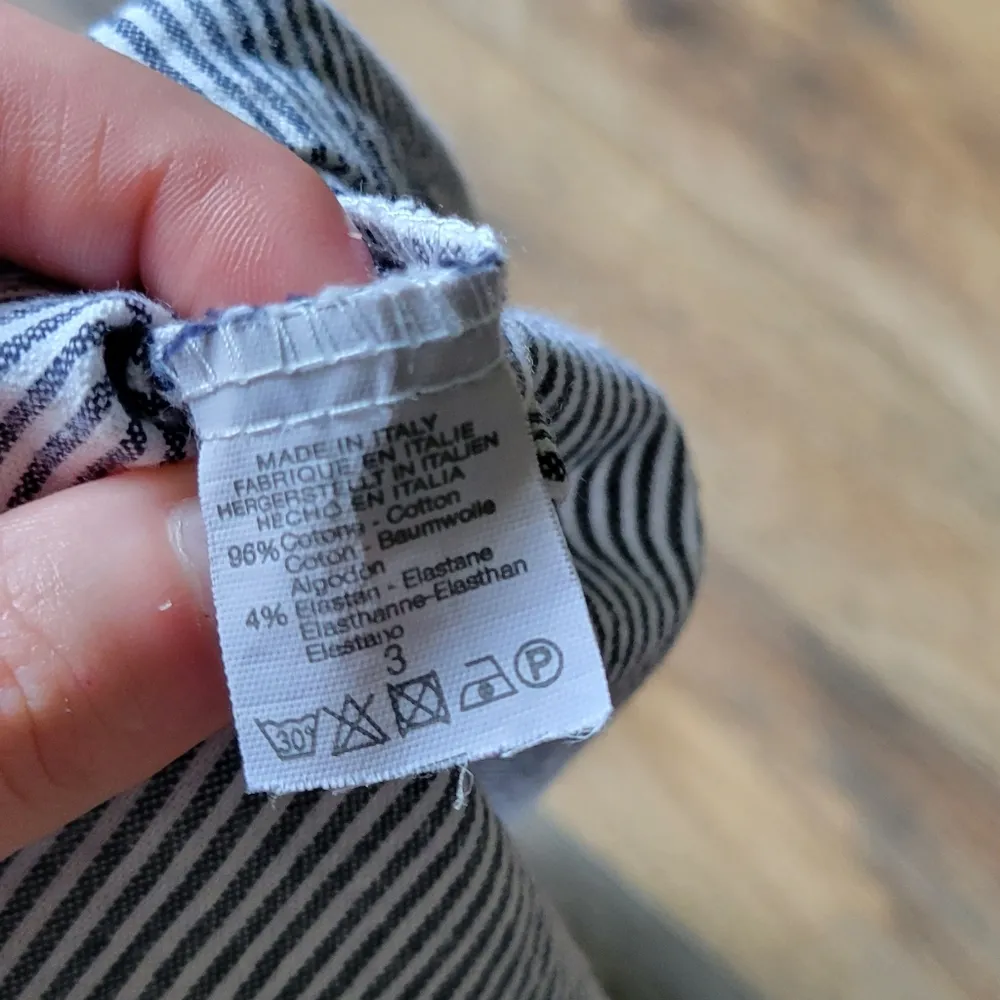 MADE IN ITALY
FABRIQUE EN ITALIE
HERGERSTELLT IN ITALIEN
HECHO EN ITALIA
96% Cotone - Cotton
Coton - Baumwolle
Algodon
4% Elastan - Elastane
Elasthanne-Elasthan
Elastano
3
30°
P